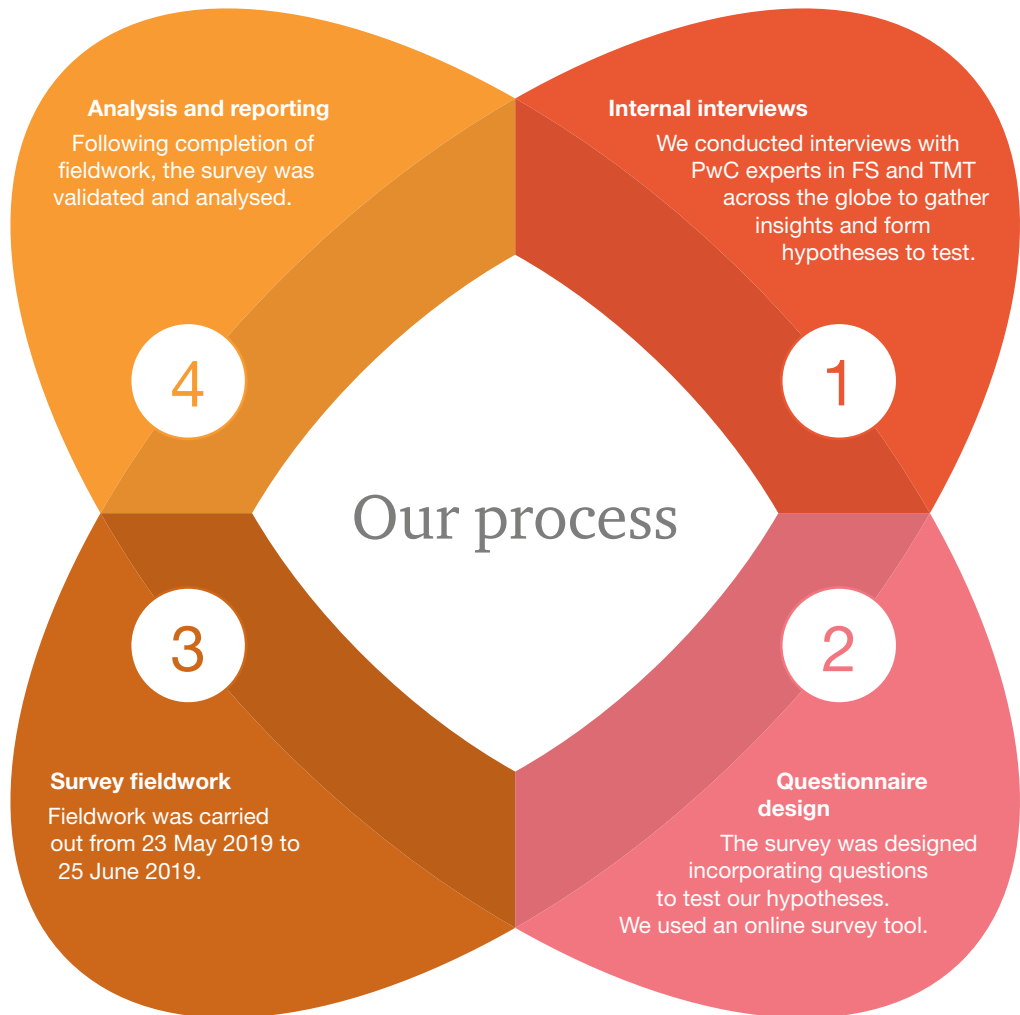 Our process
1
Internal interviews
We conducted interviews with
PwC experts in FS and TMT
across the globe to gather
insights and form
hypotheses to test.
2
Questionnaire
design
The survey was designed
incorporating questions
to test our hypotheses.
We used an online survey tool.
3
Survey fieldwork
Fieldwork was carried
out from 23 May 2019 to
25 June 2019.
4
Analysis and reporting
Following completion of
fieldwork, the survey was
validated and analysed.